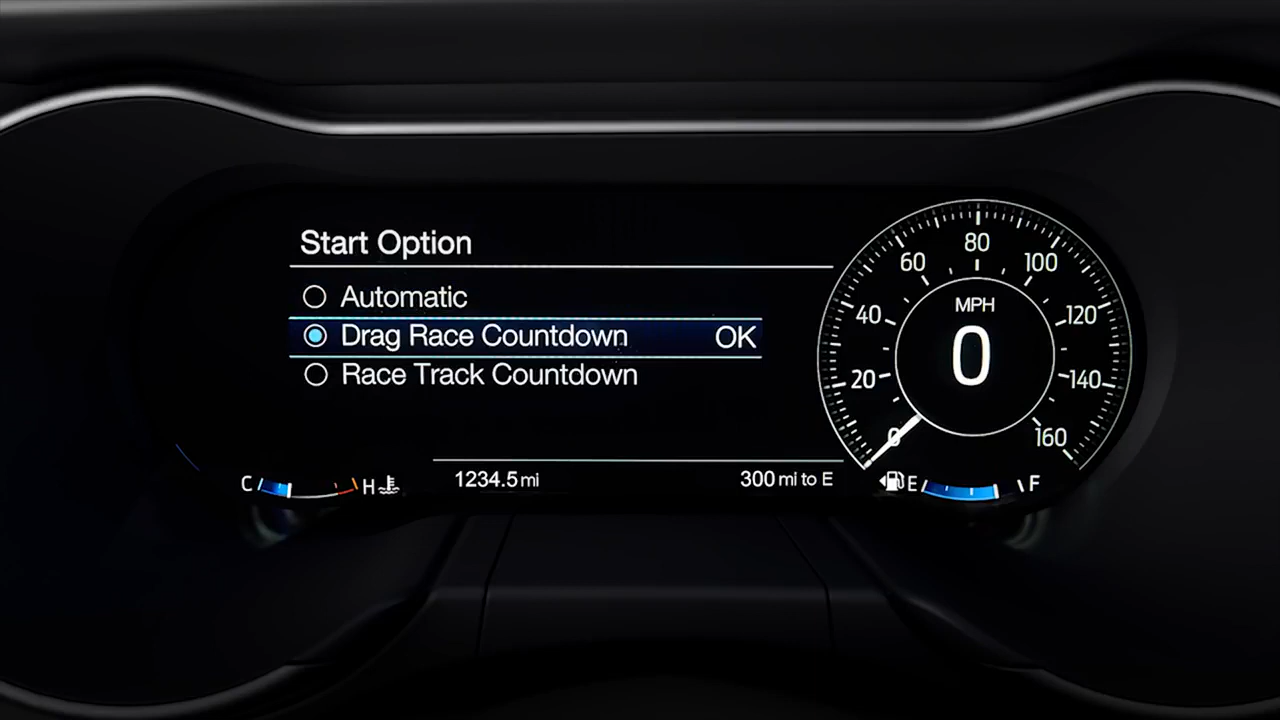 Start Option
Automatic
Drag Race Countdown OK
Race Track Countdown
1234.5 mi
300 mi to E
C H
MPH
0
0 20 40 60 80 100 120 140 160
E F